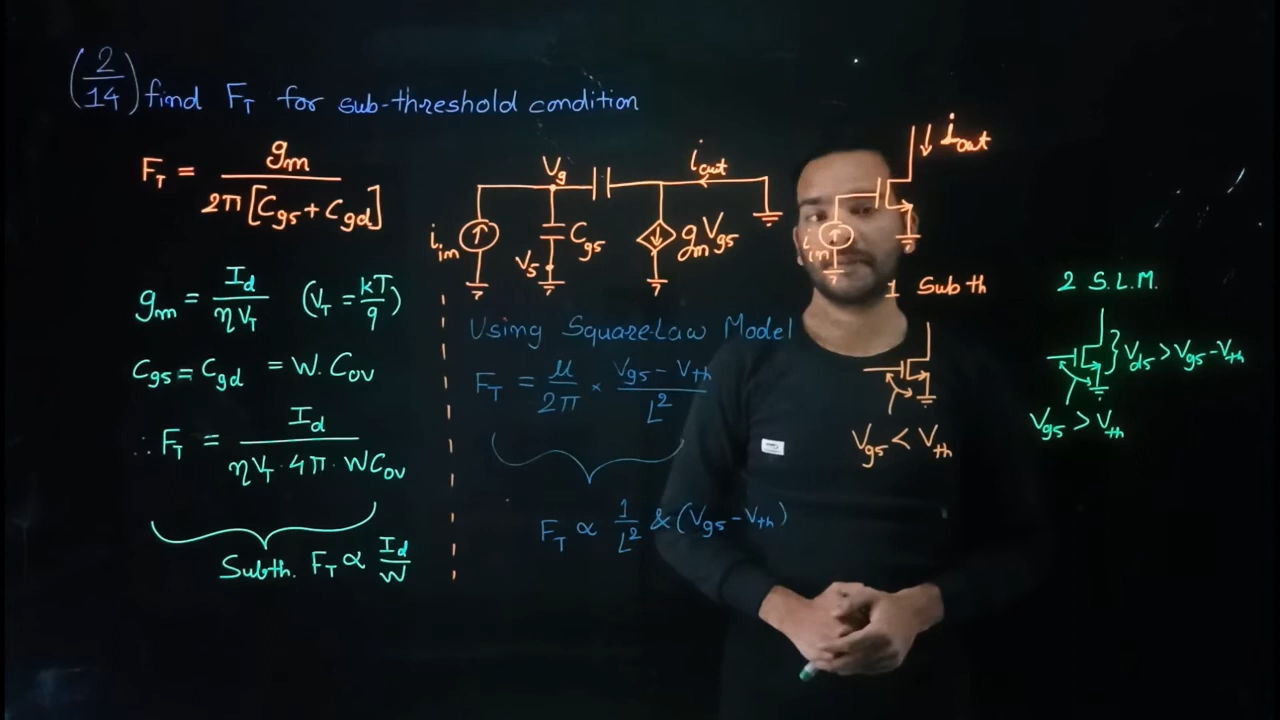 (2/14) find F_T for sub-threshold condition
F_T = g_m / 2π[C_gs + C_gd]
g_m = I_d / ηV_T (V_T = kT/q)
C_gs = C_gd = W. C_ov
∴ F_T = I_d / ηV_T · 4π · WC_ov
Subth. F_T ∝ I_d/W
V_g
i_out
i_in
C_gs
g_m V_gs
V_s
Using Square-Law Model
F_T = μ/2π × V_gs - V_th / L²
F_T ∝ 1/L² & (V_gs - V_th)
i_out
i_in
1 Sub th
V_gs < V_th
2 S.L.M.
V_ds > V_gs - V_th
V_gs > V_th